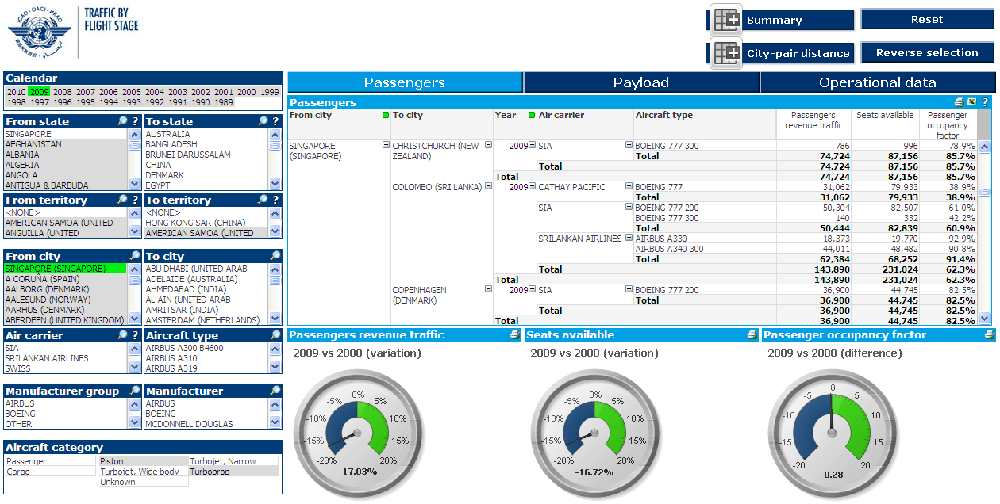 ICAO · OACI · ИКАО
TRAFFIC BY
FLIGHT STAGE
Summary
Reset
City-pair distance
Reverse selection
Calendar
2010 2009 2008 2007 2006 2005 2004 2003 2002 2001 2000 1999
1998 1997 1996 1995 1994 1993 1992 1991 1990 1989
From state ?
SINGAPORE
AFGHANISTAN
ALBANIA
ALGERIA
ANGOLA
ANTIGUA & BARBUDA
To state ?
AUSTRALIA
BANGLADESH
BRUNEI DARUSSALAM
CHINA
DENMARK
EGYPT
From territory ?
<NONE>
AMERICAN SAMOA (UNITED
ANGUILLA (UNITED
To territory ?
<NONE>
HONG KONG SAR (CHINA)
AMERICAN SAMOA (UNITED
From city
SINGAPORE (SINGAPORE)
A CORUÑA (SPAIN)
AALBORG (DENMARK)
AALESUND (NORWAY)
AARHUS (DENMARK)
ABERDEEN (UNITED KINGDOM)
To city
ABU DHABI (UNITED ARAB
ADELAIDE (AUSTRALIA)
AHMEDABAD (INDIA)
AL AIN (UNITED ARAB
AMRITSAR (INDIA)
AMSTERDAM (NETHERLANDS)
Air carrier ?
SIA
SRILANKAN AIRLINES
SWISS
Aircraft type
AIRBUS A300 B4600
AIRBUS A310
AIRBUS A319
Manufacturer group
AIRBUS
BOEING
OTHER
Manufacturer
AIRBUS
BOEING
MCDONNELL DOUGLAS
Aircraft category
Passenger Piston Turbojet, Narrow
Cargo Turbojet, Wide body Turboprop
Unknown
Passengers Payload Operational data
Passengers ?
From city To city Year Air carrier Aircraft type Passengers revenue traffic Seats available Passenger occupancy factor
SINGAPORE (SINGAPORE) CHRISTCHURCH (NEW ZEALAND) 2009 SIA BOEING 777 300 786 996 78.9%
Total 74,724 87,156 85.7%
Total 74,724 87,156 85.7%
Total 74,724 87,156 85.7%
COLOMBO (SRI LANKA) 2009 CATHAY PACIFIC BOEING 777 31,062 79,933 38.9%
Total 31,062 79,933 38.9%
SIA BOEING 777 200 50,304 82,507 61.0%
BOEING 777 300 140 332 42.2%
Total 50,444 82,839 60.9%
SRILANKAN AIRLINES AIRBUS A330 18,373 19,770 92.9%
AIRBUS A340 300 44,011 48,482 90.8%
Total 62,384 68,252 91.4%
Total 143,890 231,024 62.3%
Total 143,890 231,024 62.3%
COPENHAGEN (DENMARK) 2009 SIA BOEING 777 200 36,900 44,745 82.5%
Total 36,900 44,745 82.5%
Total 36,900 44,745 82.5%
Total 36,900 44,745 82.5%
Passengers revenue traffic
2009 vs 2008 (variation)
0%
-5% 5%
-10% 10%
-15% 15%
-20% 20%
-17.03%
Seats available
2009 vs 2008 (variation)
0%
-5% 5%
-10% 10%
-15% 15%
-20% 20%
-16.72%
Passenger occupancy factor
2009 vs 2008 (difference)
0
-5 5
-10 10
-15 15
-20 20
-0.28